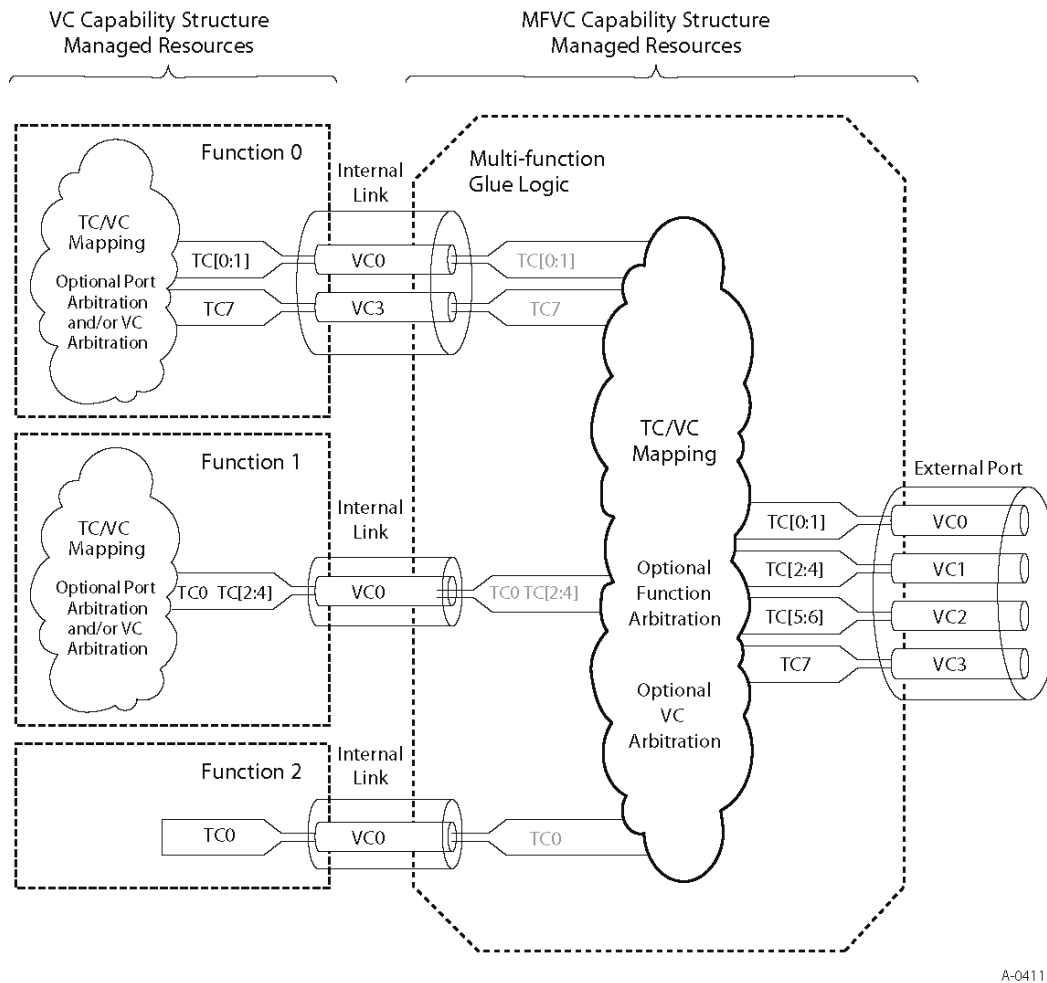 VC Capability Structure
Managed Resources
MFVC Capability Structure
Managed Resources
Function 0
TC/VC
Mapping
Optional Port
Arbitration
and/or VC
Arbitration
TC[0:1]
TC7
Internal
Link
VC0
VC3
Multi-function
Glue Logic
TC[0:1]
TC7
Function 1
TC/VC
Mapping
Optional Port
Arbitration
and/or VC
Arbitration
TC0 TC[2:4]
Internal
Link
VC0
TC0 TC[2:4]
Function 2
TC0
Internal
Link
VC0
TC0
TC/VC
Mapping
Optional
Function
Arbitration
Optional
VC
Arbitration
External Port
TC[0:1]
VC0
TC[2:4]
VC1
TC[5:6]
VC2
TC7
VC3
A-0411